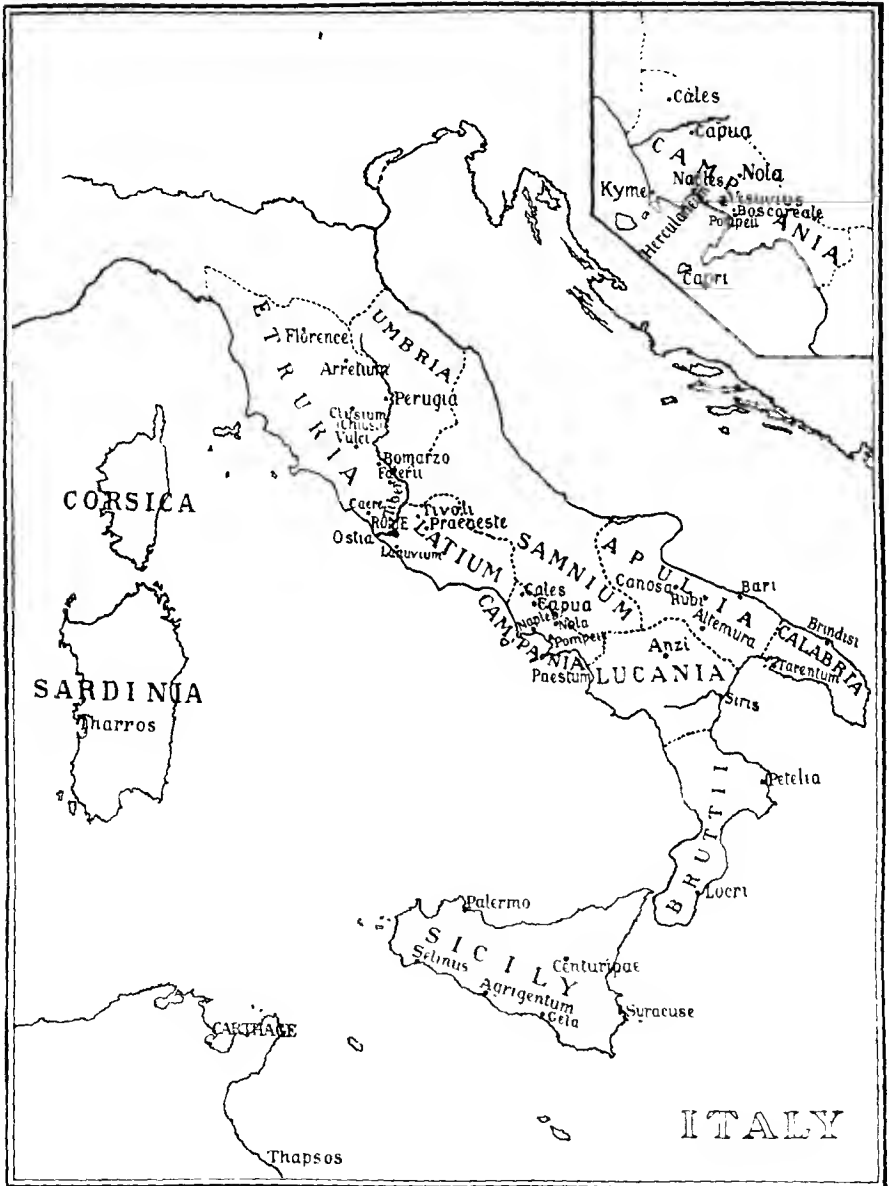 Cales
Capua
CAMPANIA
Nola
Naples
Kyme
Vesuvius
Boscoreale
Pompeii
Herculaneum
Capri
ETRURIA
UMBRIA
Florence
Arretium
Perugia
Clusium
(Chiusi)
Vulci
Bomarzo
Falerii
Tiber
CORSICA
Caere
Tivoli
ROME
Praeneste
Ostia
Lanuvium
LATIUM
SAMNIUM
APULIA
Canosa
Rubi
Bari
Altemura
Brindisi
Cales
Capua
Naples
Nola
Pompeii
CAMPANIA
Anzi
CALABRIA
Tarentum
Paestum
LUCANIA
SARDINIA
Tharros
Siris
Petelia
BRUTTII
Locri
Palermo
SICILY
Selinus
Centuripae
Agrigentum
Gela
Syracuse
CARTHAGE
Thapsos
ITALY